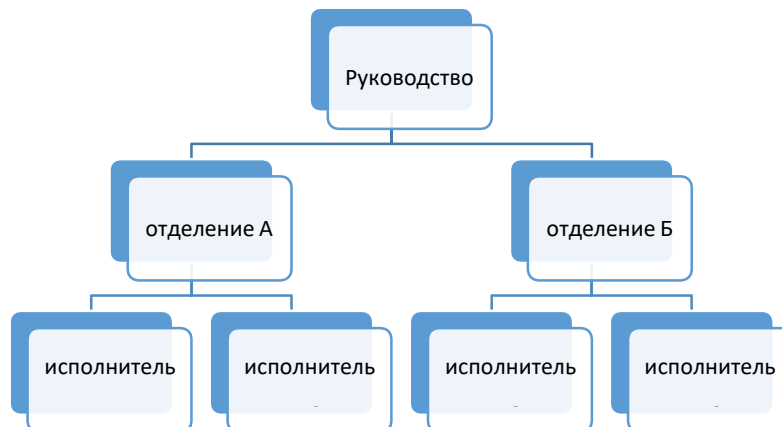 Руководство
отделение А
отделение Б
исполнитель
исполнитель
исполнитель
исполнитель